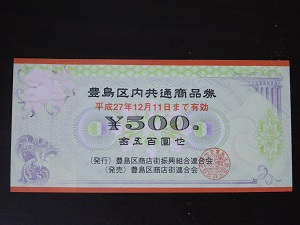 豊島区内共通商品券
平成27年12月11日まで有効
¥500.
金五百圓也
(発行) 豊島区商店街振興組合連合会
(発売) 豊島区商店街連合会